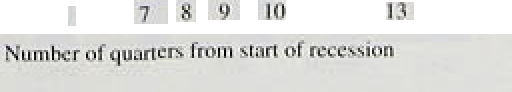 7 8 9 10 13
Number of quarters from start of recession